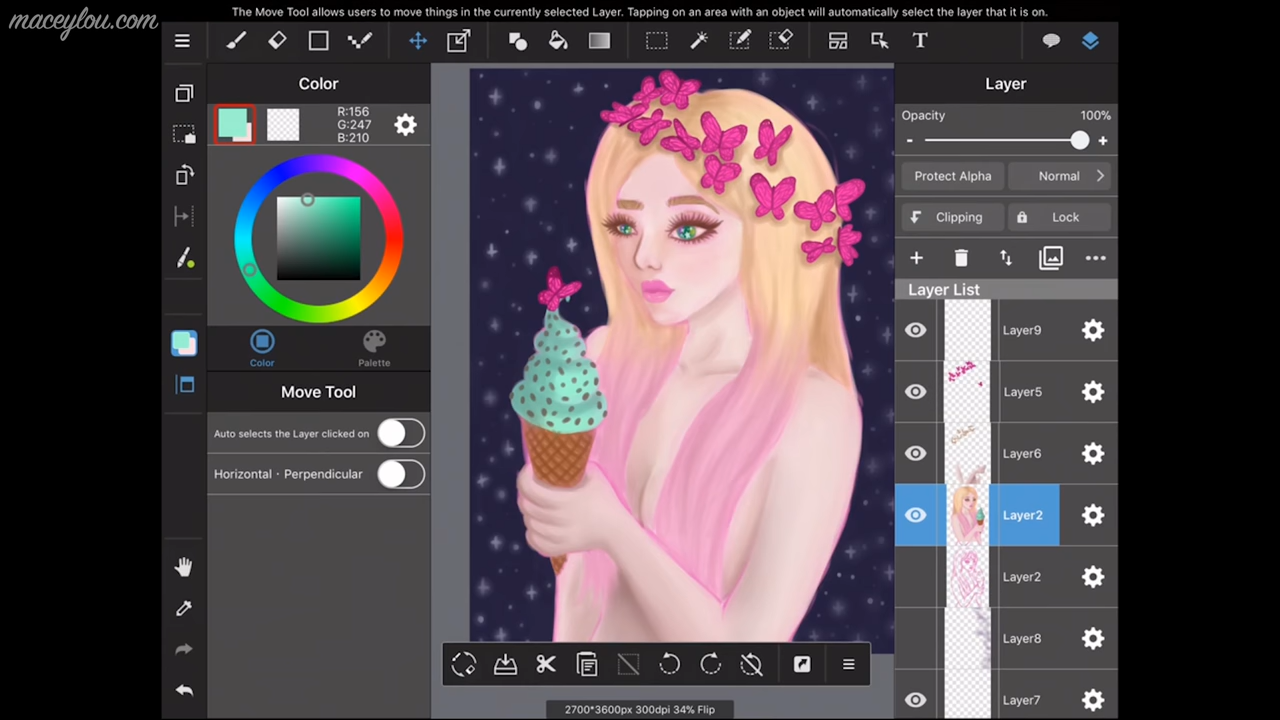 The Move Tool allows users to move things in the currently selected Layer. Tapping on an area with an object will automatically select the layer that it is on.
maceylou.com
T
Color
R:156
G:247
B:210
Color
Palette
Move Tool
Auto selects the Layer clicked on
Horizontal・Perpendicular
Layer
Opacity 100%
- +
Protect Alpha Normal
Clipping Lock
Layer List
Layer9
Layer5
Layer6
Layer2
Layer2
Layer8
Layer7
2700*3600px 300dpi 34% Flip